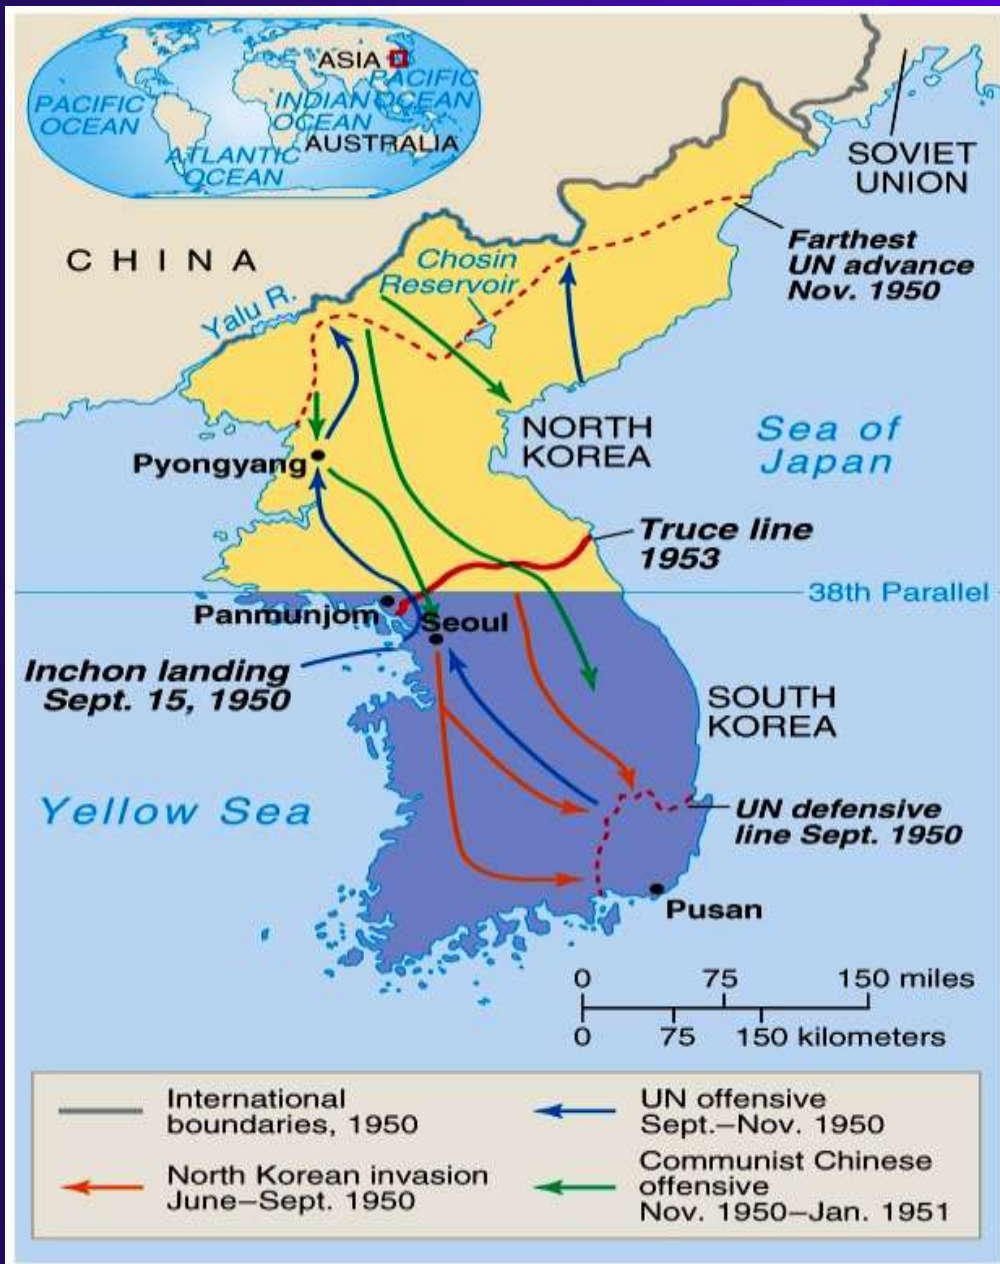 ASIA
PACIFIC
OCEAN
PACIFIC
OCEAN
INDIAN
OCEAN
AUSTRALIA
ATLANTIC
OCEAN
SOVIET
UNION
CHINA
Chosin
Reservoir
Farthest
UN advance
Nov. 1950
Yalu R.
NORTH
KOREA
Sea of
Japan
Pyongyang
Truce line
1953
38th Parallel
Panmunjom
Seoul
Inchon landing
Sept. 15, 1950
SOUTH
KOREA
Yellow Sea
UN defensive
line Sept. 1950
Pusan
0 75 150 miles
0 75 150 kilometers
International
boundaries, 1950
North Korean invasion
June–Sept. 1950
UN offensive
Sept.–Nov. 1950
Communist Chinese
offensive
Nov. 1950–Jan. 1951